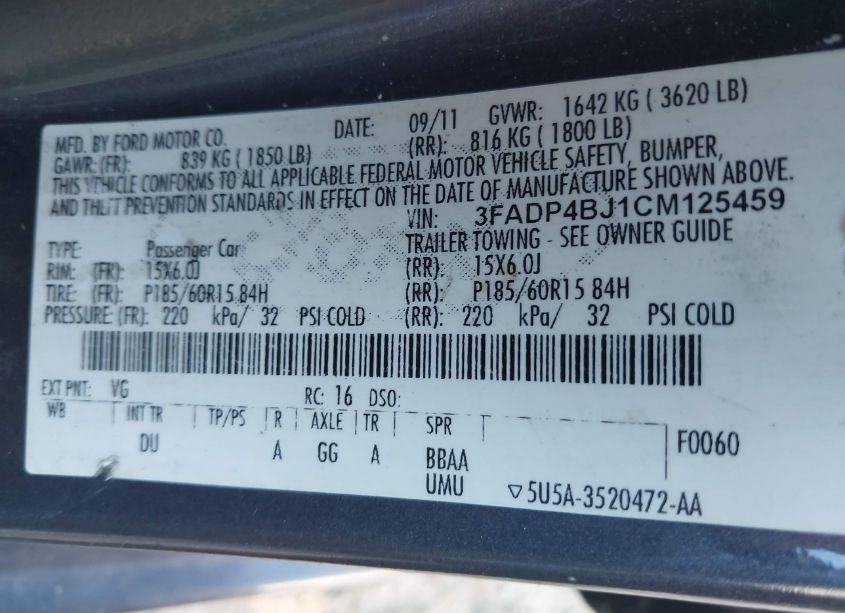 MFD. BY FORD MOTOR CO. DATE: 09/11 GVWR: 1642 KG ( 3620 LB)
GAWR: (FR): 839 KG ( 1850 LB) (RR): 816 KG ( 1800 LB)
THIS VEHICLE CONFORMS TO ALL APPLICABLE FEDERAL MOTOR VEHICLE SAFETY, BUMPER,
AND THEFT PREVENTION STANDARDS IN EFFECT ON THE DATE OF MANUFACTURE SHOWN ABOVE.
VIN: 3FADP4BJ1CM125459
TYPE: Passenger Car TRAILER TOWING - SEE OWNER GUIDE
RIM: (FR): 15X6.0J (RR): 15X6.0J
TIRE: (FR): P185/60R15 84H (RR): P185/60R15 84H
PRESSURE: (FR): 220 kPa/ 32 PSI COLD (RR): 220 kPa/ 32 PSI COLD
EXT PNT: VG RC: 16 DSO:
WB INT TR TP/PS R AXLE TR SPR
DU A GG A BBAA F0060
UMU ▽5U5A-3520472-AA